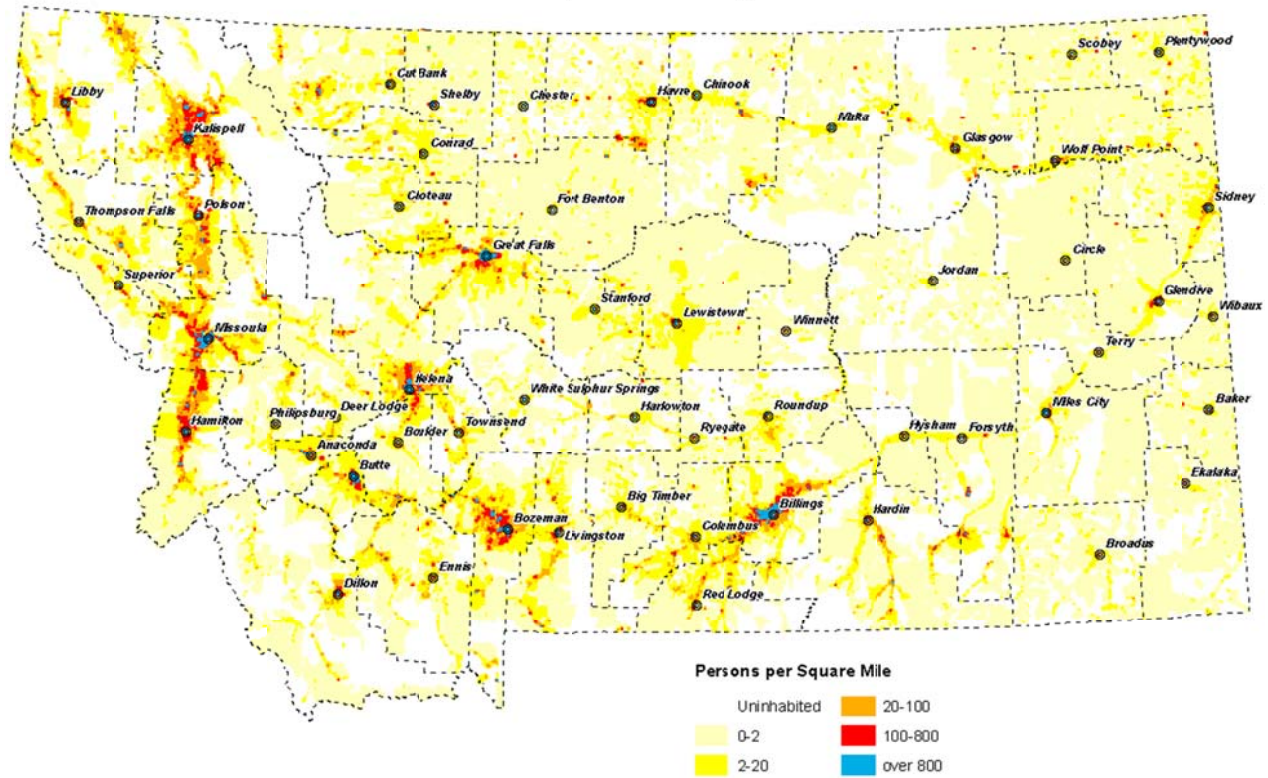 Scobey
Plentywood
Cut Bank
Libby
Shelby
Chester
Havre
Chinook
Malta
Kalispell
Glasgow
Conrad
Wolf Point
Cloteau
Fort Benton
Sidney
Polson
Thompson Falls
Great Falls
Circle
Jordan
Superior
Stanford
Glendive
Lewistown
Winnett
Wibaux
Missoula
Terry
Helena
White Sulphur Springs
Deer Lodge
Harlowton
Roundup
Miles City
Baker
Philipsburg
Townsend
Hamilton
Boulder
Ryegate
Hysham
Forsyth
Anaconda
Butte
Ekalaka
Big Timber
Billings
Bozeman
Hardin
Columbus
Livingston
Broadus
Ennis
Dillon
Red Lodge
Persons per Square Mile
Uninhabited
20-100
0-2
100-800
2-20
over 800